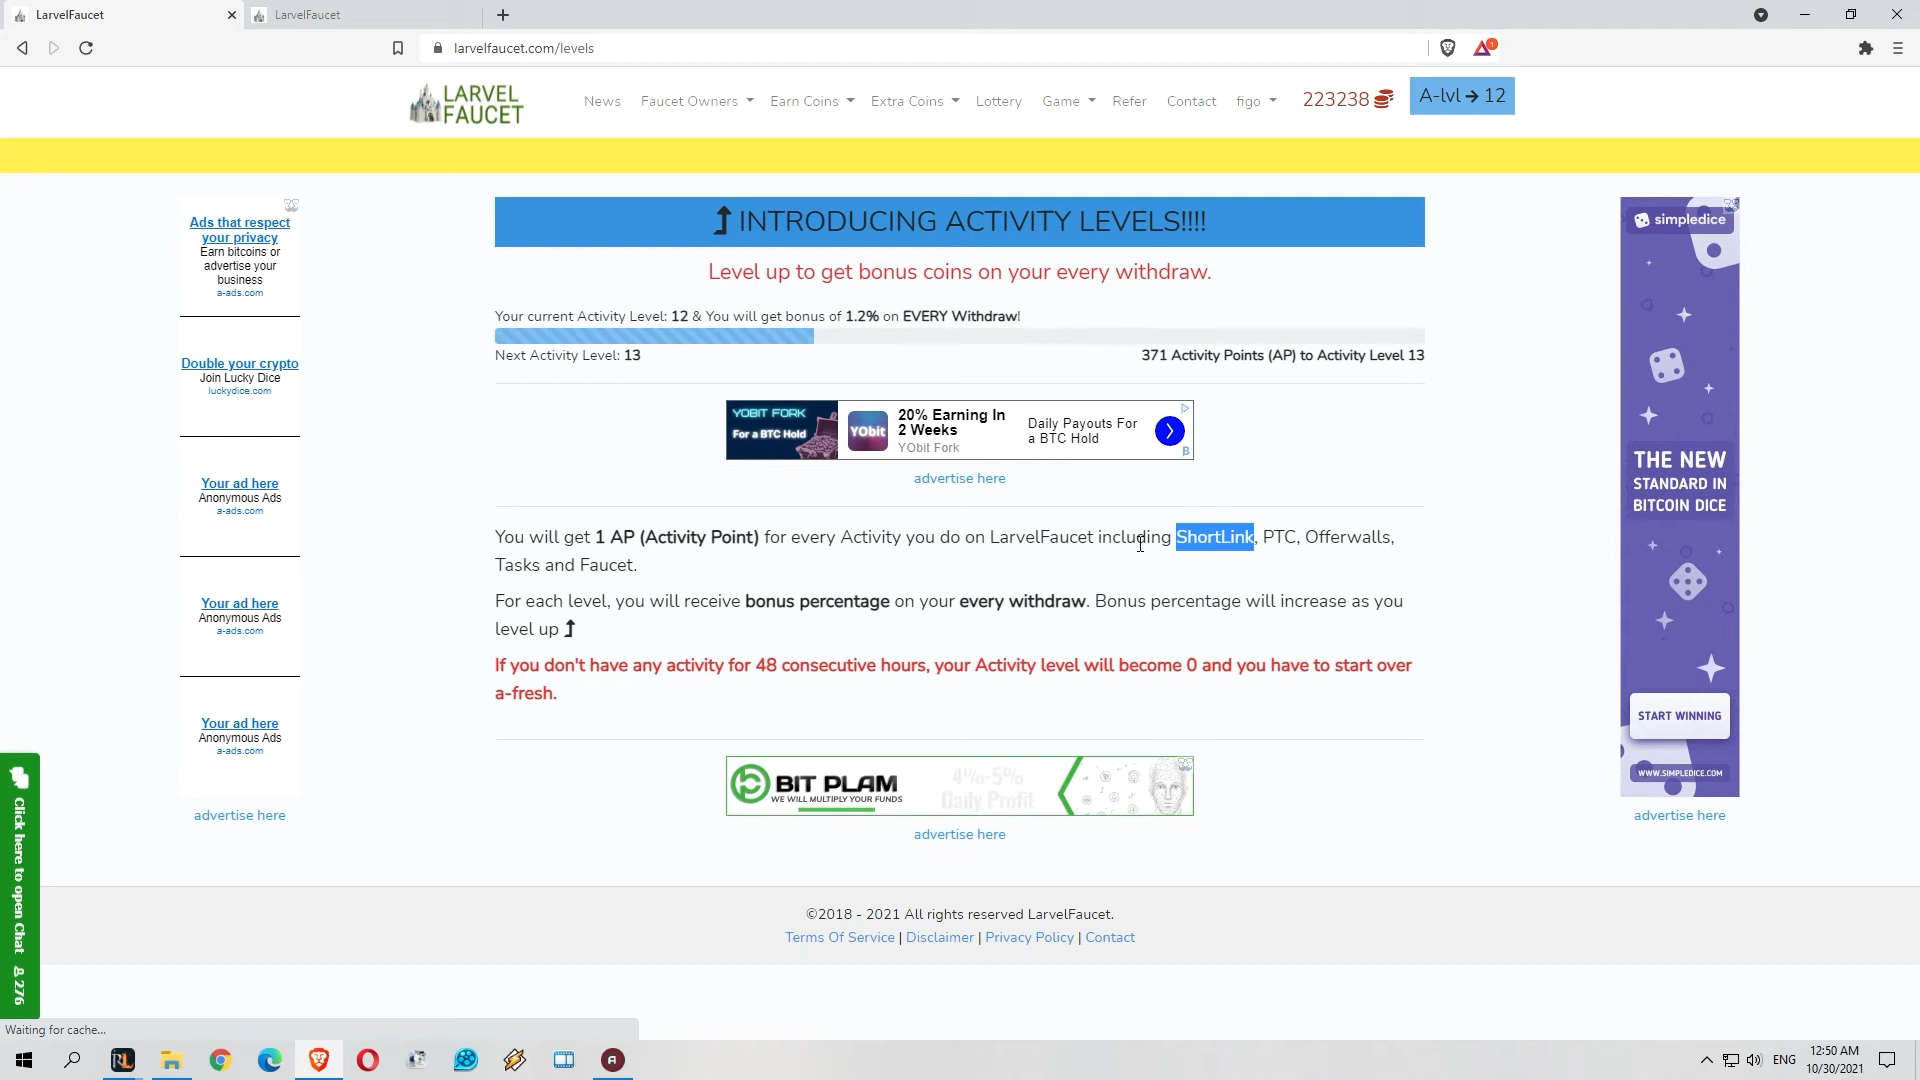 LarvelFaucet
LarvelFaucet
larvelfaucet.com/levels
1
LARVEL
FAUCET
News
Faucet Owners
Earn Coins
Extra Coins
Lottery
Game
Refer
Contact
figo
223238
A-lvl → 12
Ads that respect
your privacy
Earn bitcoins or
advertise your
business
a-ads.com
Double your crypto
Join Lucky Dice
luckydice.com
Your ad here
Anonymous Ads
a-ads.com
Your ad here
Anonymous Ads
a-ads.com
Your ad here
Anonymous Ads
a-ads.com
advertise here
INTRODUCING ACTIVITY LEVELS!!!!
Level up to get bonus coins on your every withdraw.
Your current Activity Level: 12 & You will get bonus of 1.2% on EVERY Withdraw!
Next Activity Level: 13
371 Activity Points (AP) to Activity Level 13
YOBIT FORK
For a BTC Hold
YObit
20% Earning In
2 Weeks
YObit Fork
Daily Payouts For
a BTC Hold
advertise here
You will get 1 AP (Activity Point) for every Activity you do on LarvelFaucet including ShortLink, PTC, Offerwalls,
Tasks and Faucet.
For each level, you will receive bonus percentage on your every withdraw. Bonus percentage will increase as you
level up
If you don't have any activity for 48 consecutive hours, your Activity level will become 0 and you have to start over
a-fresh.
BIT PLAM
WE WILL MULTIPLY YOUR FUNDS
4%-5%
Daily Profit
advertise here
simpledice
THE NEW
STANDARD IN
BITCOIN DICE
START WINNING
WWW.SIMPLEDICE.COM
advertise here
©2018 - 2021 All rights reserved LarvelFaucet.
Terms Of Service | Disclaimer | Privacy Policy | Contact
Click here to open Chat 276
Waiting for cache...
ENG
12:50 AM
10/30/2021